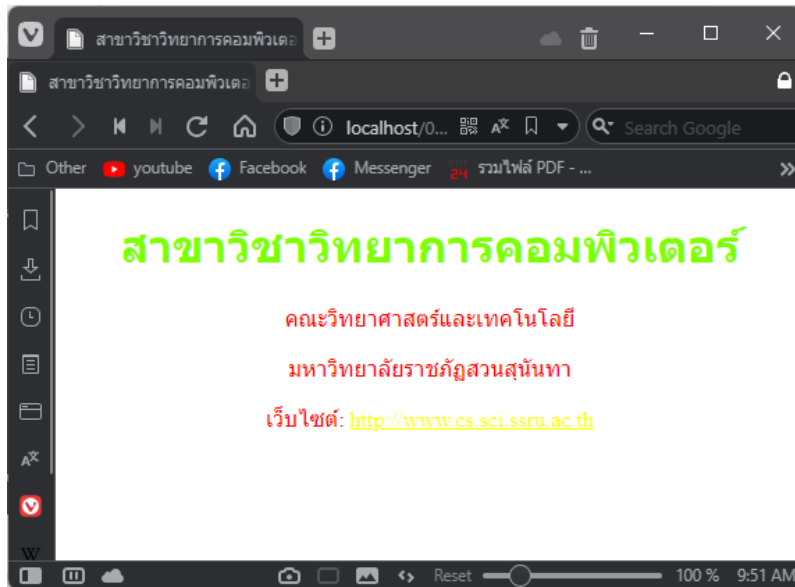 สาขาวิชาวิทยาการคอมพิวเตอ
สาขาวิชาวิทยาการคอมพิวเตอ
localhost/0... Search Google
Other youtube Facebook Messenger 24 รวมไฟล์ PDF - ...
สาขาวิชาวิทยาการคอมพิวเตอร์
คณะวิทยาศาสตร์และเทคโนโลยี
มหาวิทยาลัยราชภัฏสวนสุนันทา
เว็บไซต์: http://www.cs.sci.ssru.ac.th
W
Reset 100 % 9:51 AM